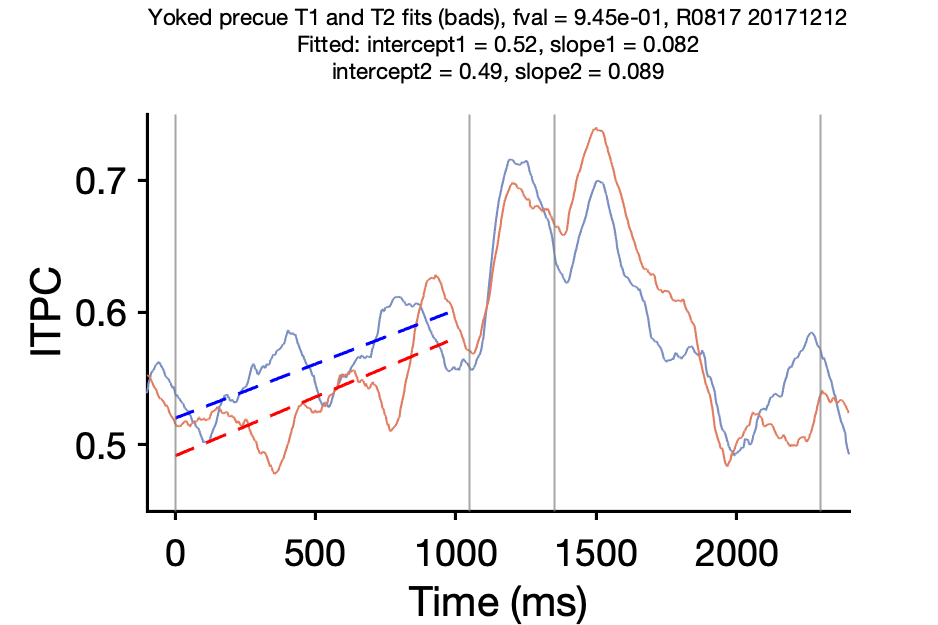 Yoked precue T1 and T2 fits (bads), fval = 9.45e-01, R0817 20171212
Fitted: intercept1 = 0.52, slope1 = 0.082
intercept2 = 0.49, slope2 = 0.089
0.7
0.6
0.5
ITPC
0 500 1000 1500 2000
Time (ms)